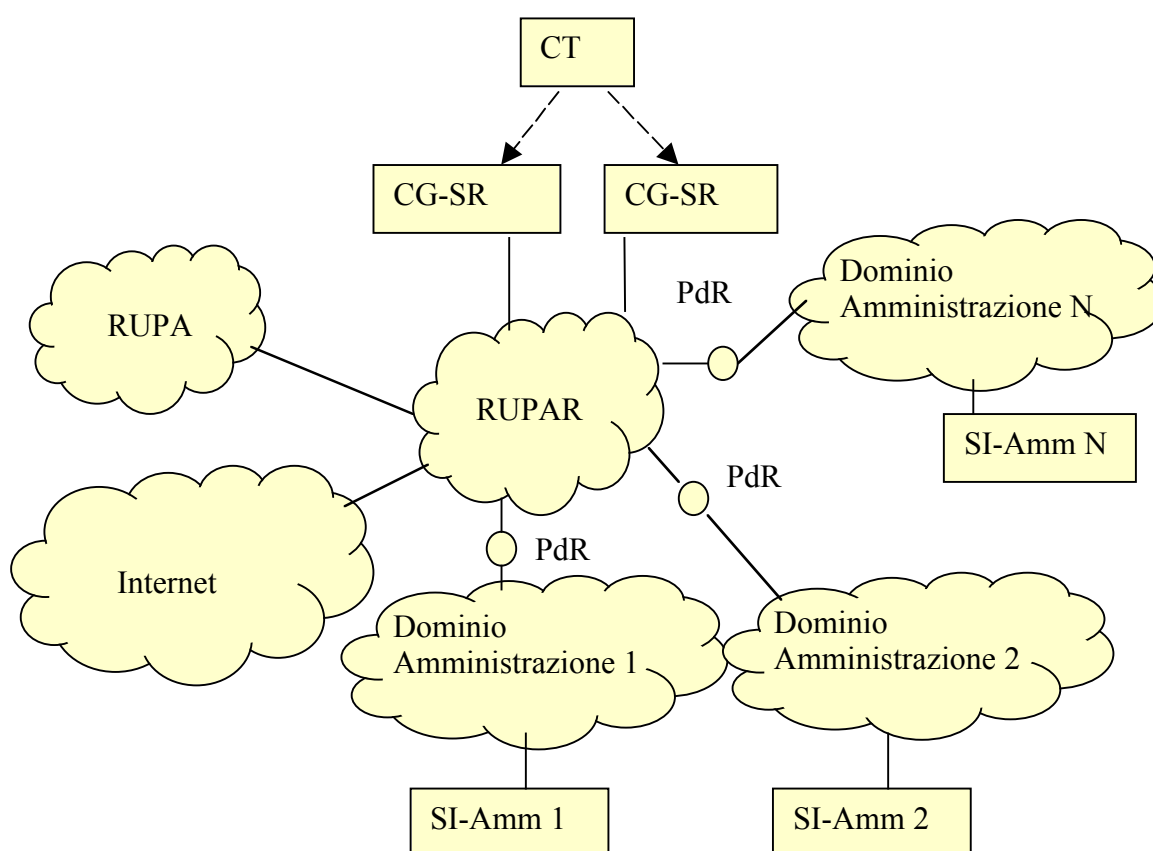 CT
CG-SR
CG-SR
Dominio
Amministrazione N
PdR
RUPA
RUPAR
SI-Amm N
PdR
PdR
Internet
Dominio
Amministrazione 1
Dominio
Amministrazione 2
SI-Amm 1
SI-Amm 2